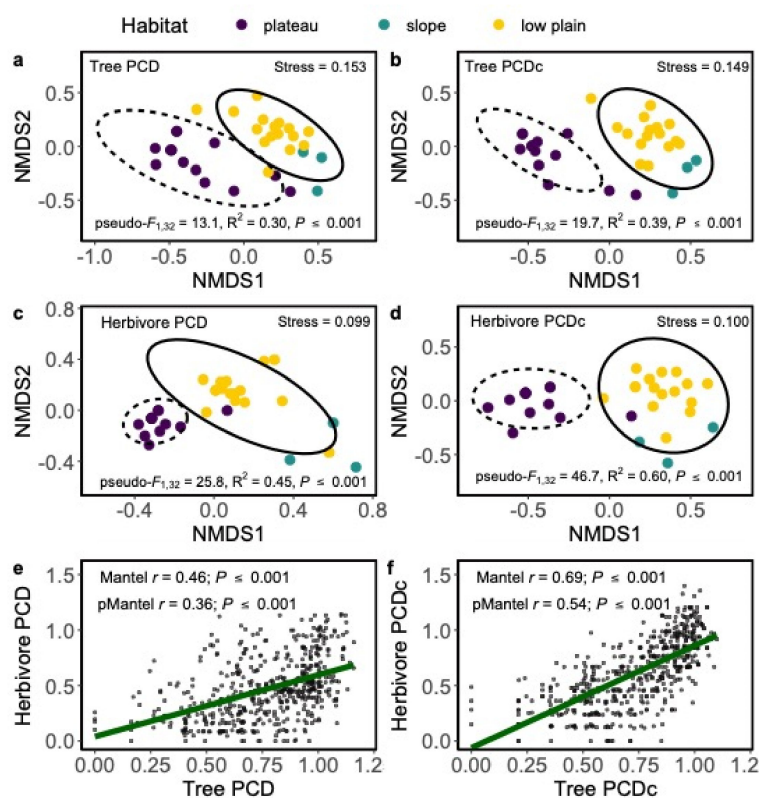 Habitat plateau slope low plain
a
Tree PCD Stress = 0.153
NMDS2
0.5
0.0
-0.5
pseudo-F1,32 = 13.1, R2 = 0.30, P ≤ 0.001
-1.0 -0.5 0.0 0.5
NMDS1
b
Tree PCDc Stress = 0.149
NMDS2
0.5
0.0
-0.5
pseudo-F1,32 = 19.7, R2 = 0.39, P ≤ 0.001
-0.5 0.0 0.5
NMDS1
c
Herbivore PCD Stress = 0.099
NMDS2
0.8
0.4
0.0
-0.4
pseudo-F1,32 = 25.8, R2 = 0.45, P ≤ 0.001
-0.4 0.0 0.4 0.8
NMDS1
d
Herbivore PCDc Stress = 0.100
NMDS2
0.5
0.0
-0.5
pseudo-F1,32 = 46.7, R2 = 0.60, P ≤ 0.001
-0.5 0.0 0.5
NMDS1
e
Mantel r = 0.46; P ≤ 0.001
pMantel r = 0.36; P ≤ 0.001
Herbivore PCD
1.5
1.0
0.5
0.0
0.00 0.25 0.50 0.75 1.00 1.2
Tree PCD
f
Mantel r = 0.69; P ≤ 0.001
pMantel r = 0.54; P ≤ 0.001
Herbivore PCDc
1.5
1.0
0.5
0.0
0.00 0.25 0.50 0.75 1.00 1.2
Tree PCDc